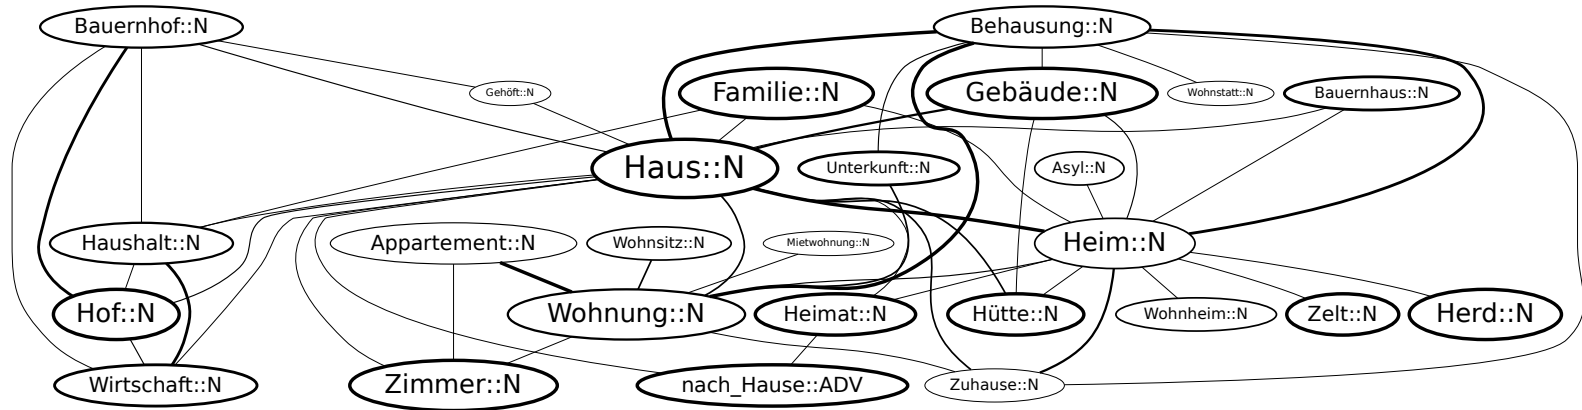 Bauernhof::N
Behausung::N
Gehöft::N
Familie::N
Gebäude::N
Wohnstatt::N
Bauernhaus::N
Haus::N
Unterkunft::N
Asyl::N
Haushalt::N
Appartement::N
Wohnsitz::N
Mietwohnung::N
Heim::N
Hof::N
Wohnung::N
Heimat::N
Hütte::N
Wohnheim::N
Zelt::N
Herd::N
Wirtschaft::N
Zimmer::N
nach_Hause::ADV
Zuhause::N